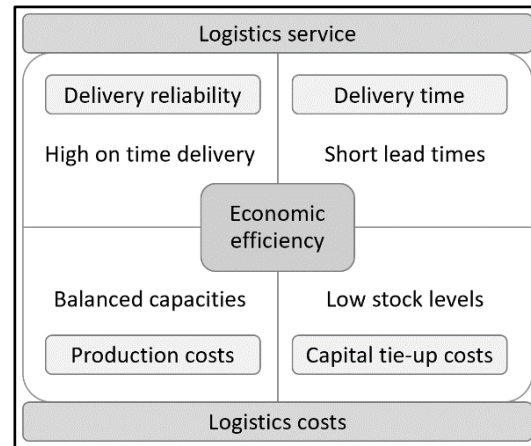 Logistics service
Delivery reliability
Delivery time
High on time delivery
Short lead times
Economic
efficiency
Balanced capacities
Low stock levels
Production costs
Capital tie-up costs
Logistics costs